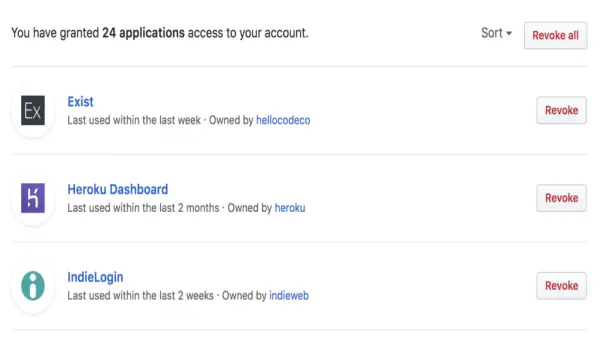 You have granted 24 applications access to your account.
Sort
Revoke all
Ex
Exist
Last used within the last week · Owned by hellocodeco
Revoke
Heroku Dashboard
Last used within the last 2 months · Owned by heroku
Revoke
IndieLogin
Last used within the last 2 weeks · Owned by indieweb
Revoke